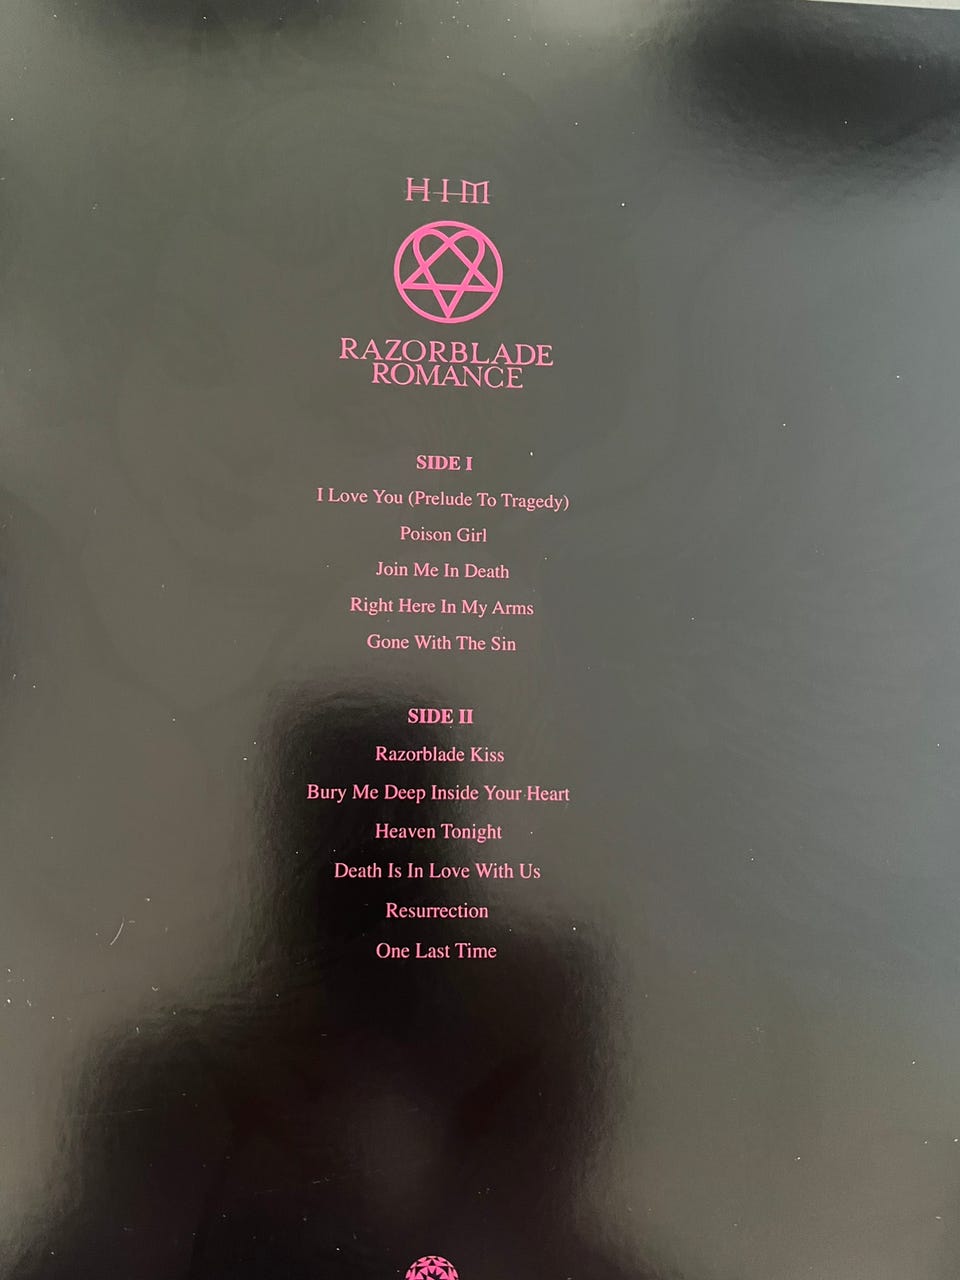 HIM
RAZORBLADE
ROMANCE
SIDE I
I Love You (Prelude To Tragedy)
Poison Girl
Join Me In Death
Right Here In My Arms
Gone With The Sin
SIDE II
Razorblade Kiss
Bury Me Deep Inside Your Heart
Heaven Tonight
Death Is In Love With Us
Resurrection
One Last Time